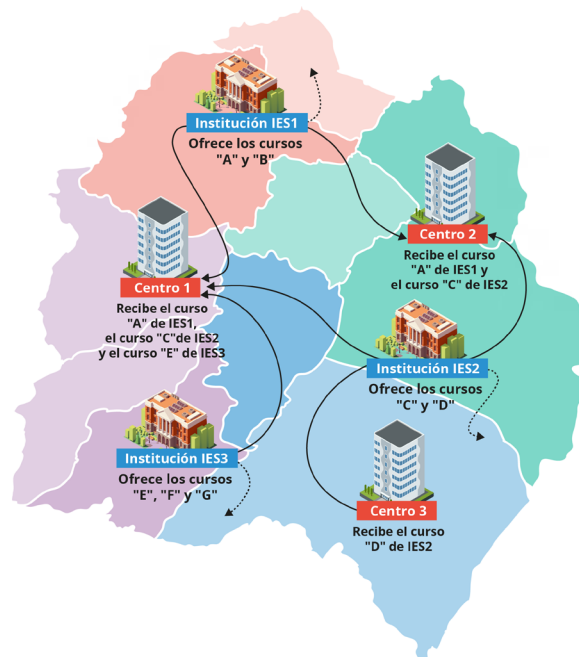 Institución IES1
Ofrece los cursos
"A" y "B"
Centro 2
Recibe el curso
"A" de IES1 y
el curso "C" de IES2
Centro 1
Recibe el curso
"A" de IES1,
el curso "C"de IES2
y el curso "E" de IES3
Institución IES2
Ofrece los cursos
"C" y "D"
Institución IES3
Ofrece los cursos
"E", "F" y "G"
Centro 3
Recibe el curso
"D" de IES2